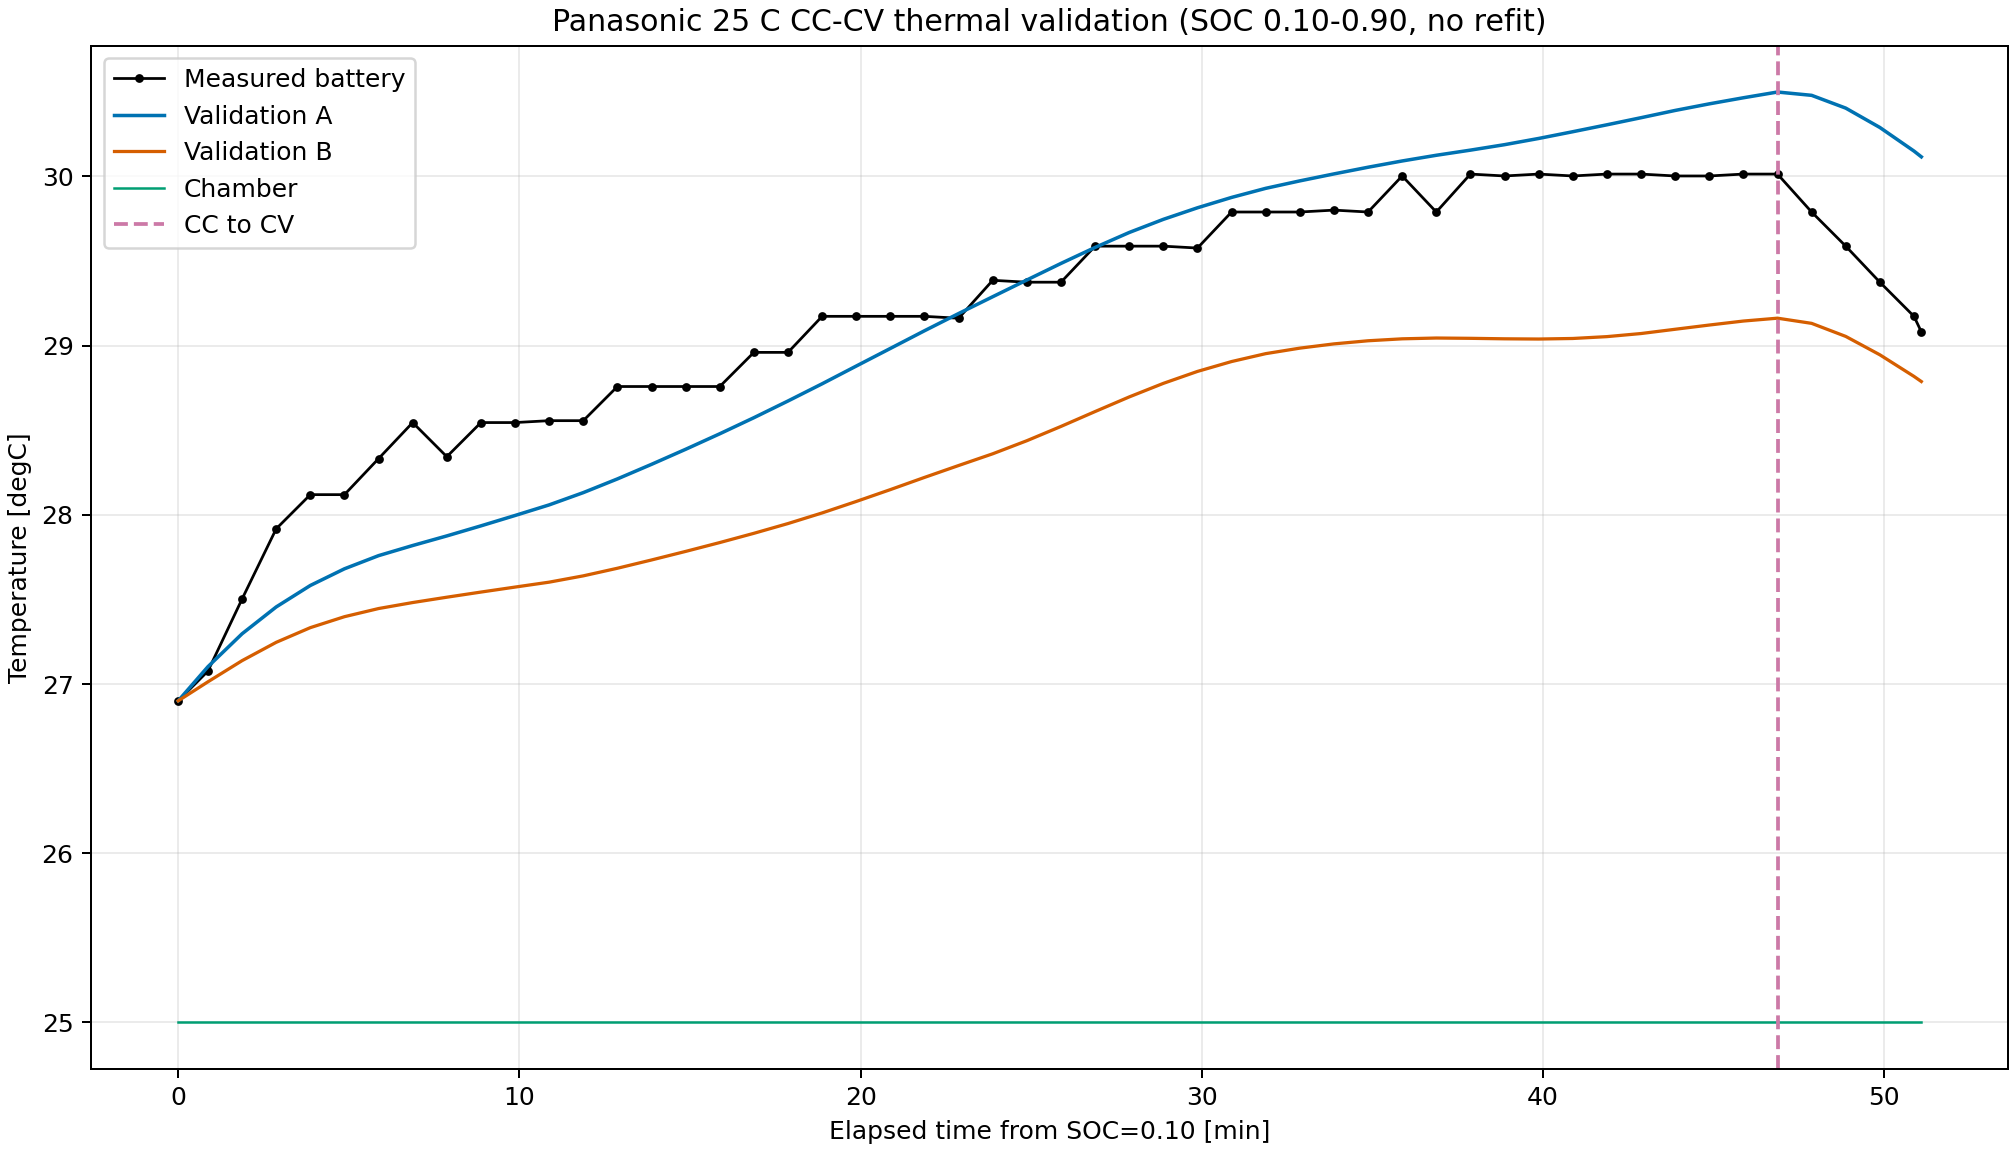 Panasonic 25 C CC-CV thermal validation (SOC 0.10-0.90, no refit)
Measured battery
Validation A
Validation B
Chamber
CC to CV
Temperature [degC]
30
29
28
27
26
25
0
10
20
30
40
50
Elapsed time from SOC=0.10 [min]